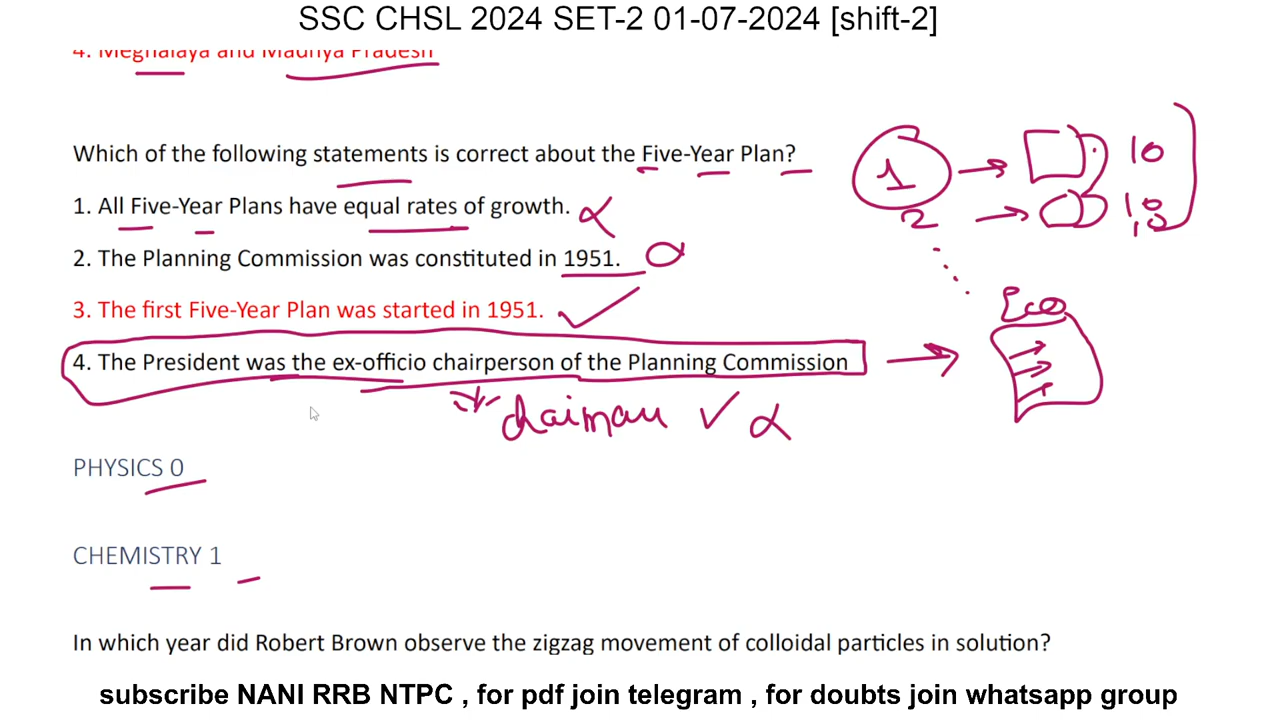 SSC CHSL 2024 SET-2 01-07-2024 [shift-2]
4. Meghalaya and Madhya Pradesh
Which of the following statements is correct about the Five-Year Plan?
1 → 10
1. All Five-Year Plans have equal rates of growth.
2 → 10
10
2. The Planning Commission was constituted in 1951.
3. The first Five-Year Plan was started in 1951.
Eco
4. The President was the ex-officio chairperson of the Planning Commission
chaiman
PHYSICS 0
CHEMISTRY 1
In which year did Robert Brown observe the zigzag movement of colloidal particles in solution?
subscribe NANI RRB NTPC , for pdf join telegram , for doubts join whatsapp group